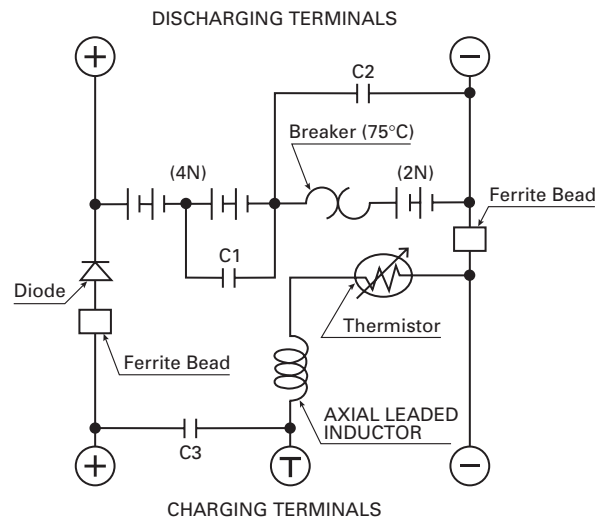 DISCHARGING TERMINALS
+
−
C2
Breaker (75°C)
(4N)
(2N)
Ferrite Bead
C1
Diode
Thermistor
Ferrite Bead
AXIAL LEADED
INDUCTOR
C3
+
T
−
CHARGING TERMINALS